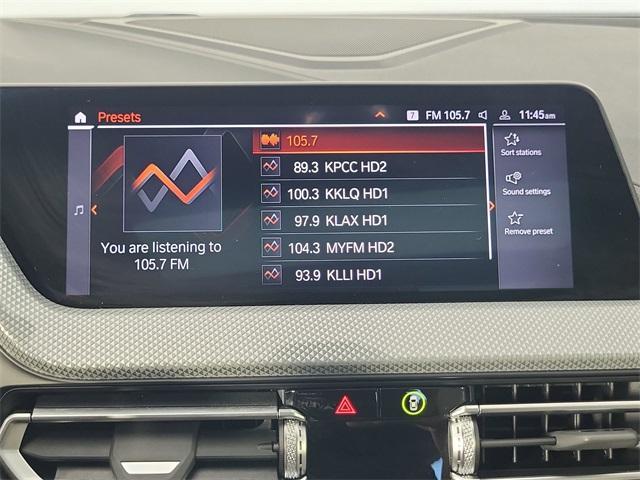 Presets
7 FM 105.7 11:45am
105.7
89.3 KPCC HD2
100.3 KKLQ HD1
97.9 KLAX HD1
104.3 MYFM HD2
93.9 KLLI HD1
You are listening to
105.7 FM
Sort stations
Sound settings
Remove preset